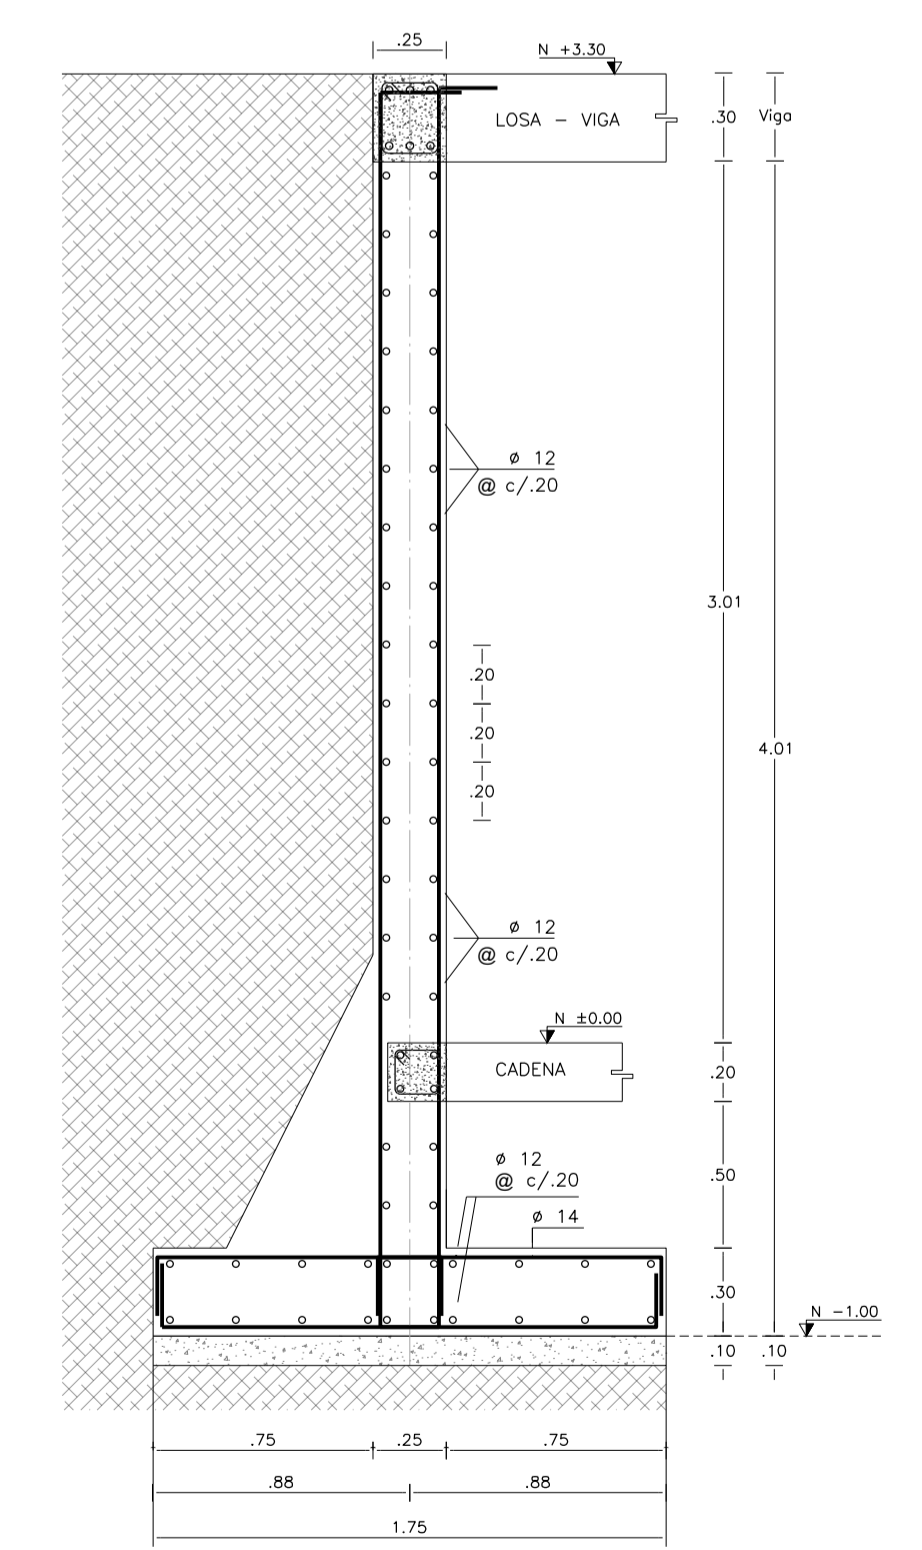 .25
N +3.30
LOSA – VIGA
.30
Viga
ø 12
@ c/.20
3.01
.20
.20
.20
4.01
ø 12
@ c/.20
N ±0.00
CADENA
.20
ø 12
@ c/.20
.50
ø 14
.30
N −1.00
.10
.10
.75
.25
.75
.88
.88
1.75